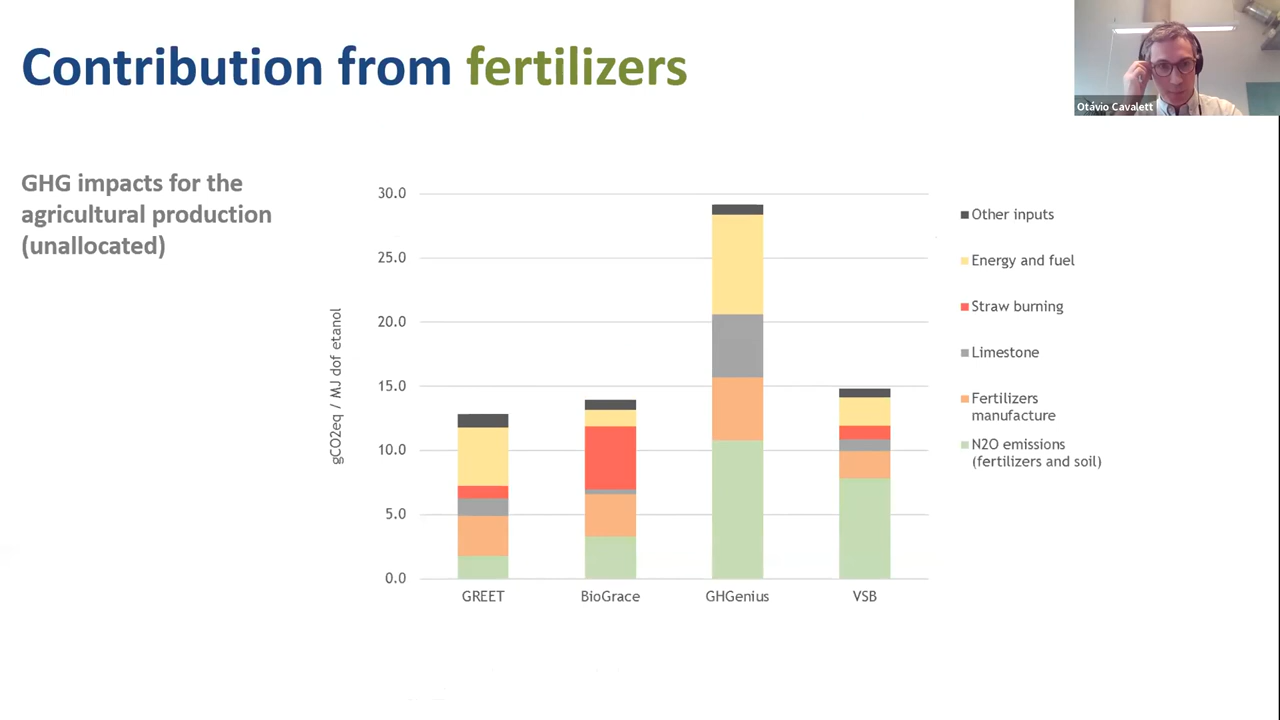 Contribution from fertilizers
Otávio Cavalett
GHG impacts for the
agricultural production
(unallocated)
gCO2eq / MJ dof etanol
30.0
25.0
20.0
15.0
10.0
5.0
0.0
GREET
BioGrace
GHGenius
VSB
Other inputs
Energy and fuel
Straw burning
Limestone
Fertilizers
manufacture
N2O emissions
(fertilizers and soil)